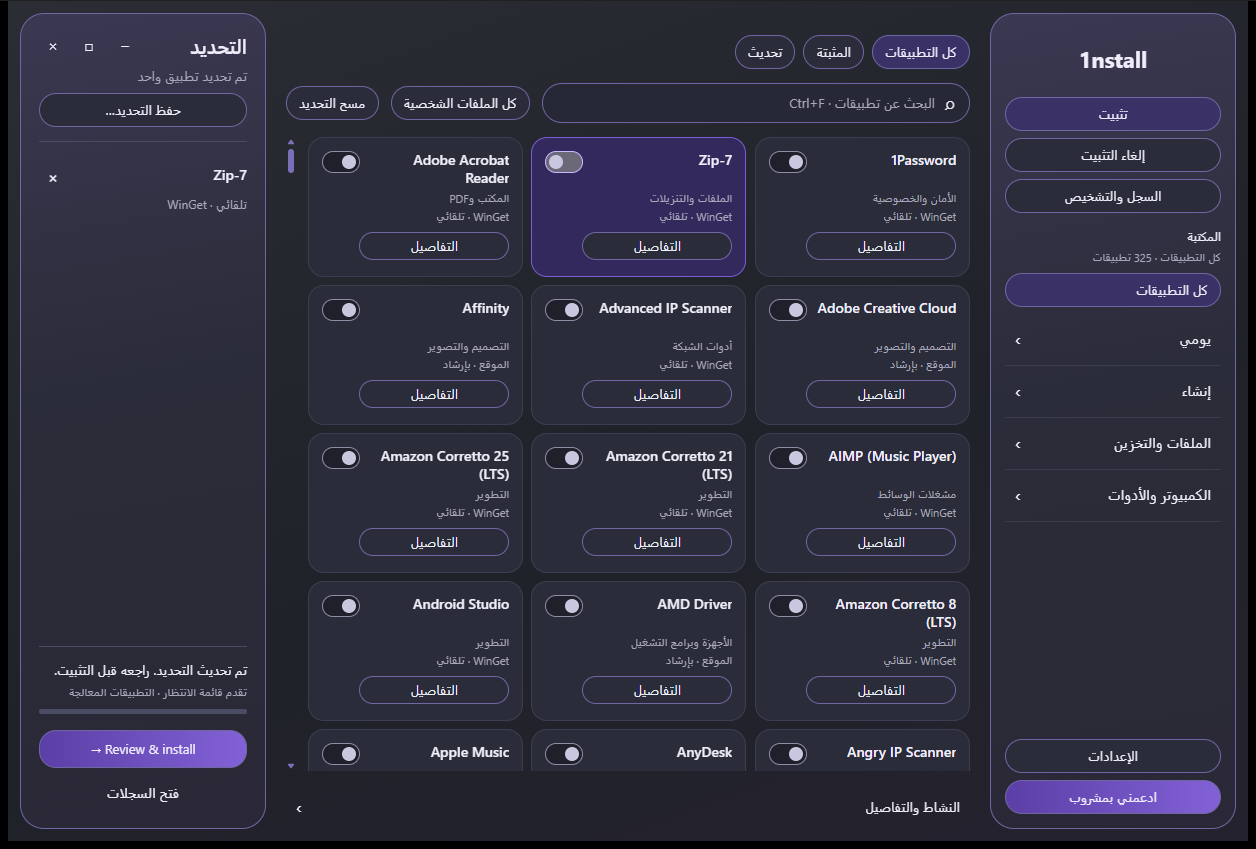 1nstall
تثبيت
إلغاء التثبيت
السجل والتشخيص
المكتبة
كل التطبيقات · 325 تطبيقات
كل التطبيقات
يومي
إنشاء
الملفات والتخزين
الكمبيوتر والأدوات
الإعدادات
ادعمني بمشروب
كل التطبيقات
المثبتة
تحديث
البحث عن تطبيقات · Ctrl+F
كل الملفات الشخصية
مسح التحديد
1Password
الأمان والخصوصية
WinGet · تلقائي
التفاصيل
Zip-7
الملفات والتنزيلات
WinGet · تلقائي
التفاصيل
Adobe Acrobat
Reader
المكتب وPDF
WinGet · تلقائي
التفاصيل
Adobe Creative Cloud
التصميم والتصوير
الموقع · بإرشاد
التفاصيل
Advanced IP Scanner
أدوات الشبكة
WinGet · تلقائي
التفاصيل
Affinity
التصميم والتصوير
الموقع · بإرشاد
التفاصيل
AIMP (Music Player)
مشغلات الوسائط
WinGet · تلقائي
التفاصيل
Amazon Corretto 21
(LTS)
التطوير
WinGet · تلقائي
التفاصيل
Amazon Corretto 25
(LTS)
التطوير
WinGet · تلقائي
التفاصيل
Amazon Corretto 8
(LTS)
التطوير
WinGet · تلقائي
التفاصيل
AMD Driver
الأجهزة وبرامج التشغيل
الموقع · بإرشاد
التفاصيل
Android Studio
التطوير
WinGet · تلقائي
التفاصيل
Angry IP Scanner
AnyDesk
Apple Music
النشاط والتفاصيل
التحديد
تم تحديد تطبيق واحد
حفظ التحديد...
Zip-7
تلقائي · WinGet
تم تحديث التحديد. راجعه قبل التثبيت.
تقدم قائمة الانتظار · التطبيقات المعالجة
Review & install →
فتح السجلات